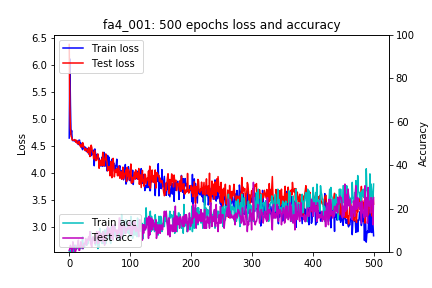 fa4_001: 500 epochs loss and accuracy
6.5
6.0
5.5
5.0
4.5
4.0
3.5
3.0
Loss
Train loss
Test loss
Train acc
Test acc
100
80
60
40
20
0
Accuracy
0 100 200 300 400 500